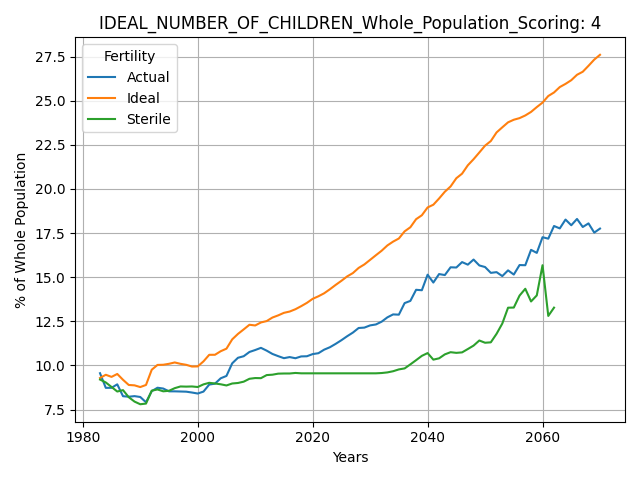 IDEAL_NUMBER_OF_CHILDREN_Whole_Population_Scoring: 4
Fertility
Actual
Ideal
Sterile
% of Whole Population
27.5
25.0
22.5
20.0
17.5
15.0
12.5
10.0
7.5
1980
2000
2020
2040
2060
Years